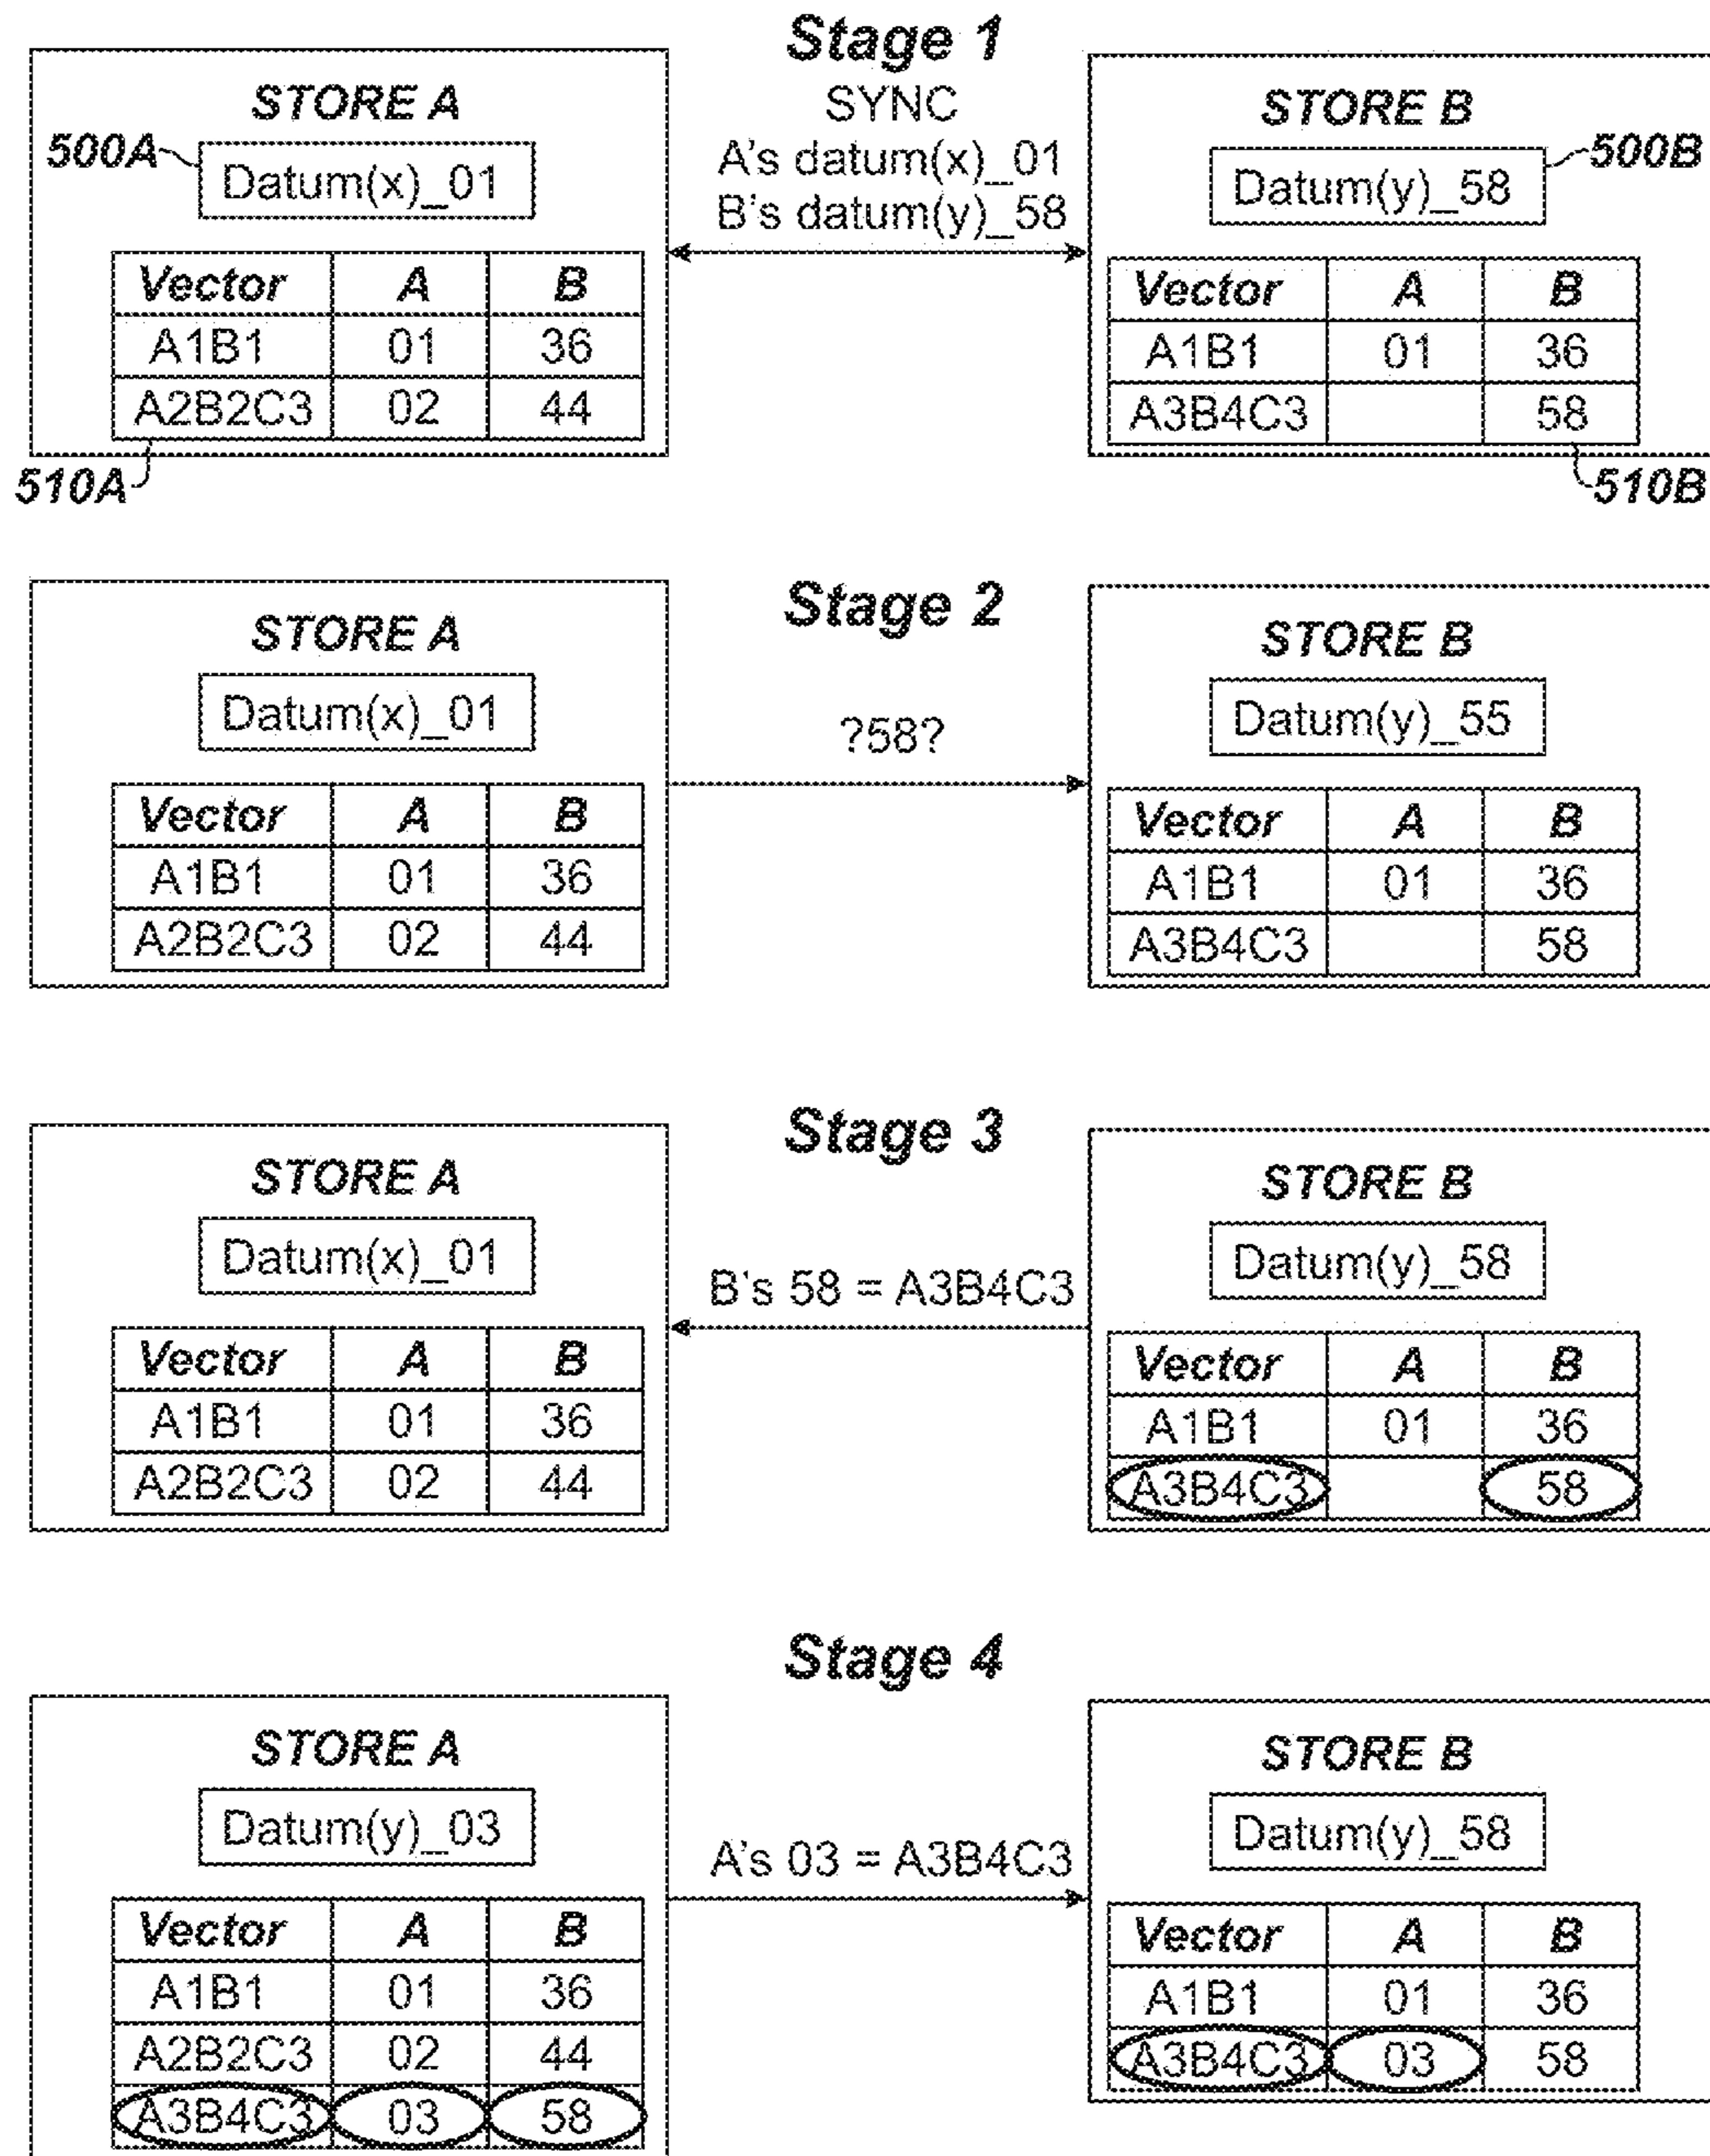 Stage 1
STORE A
500A
Datum(x)_01
Vector A B
A1B1 01 36
A2B2C3 02 44
510A
SYNC
A's datum(x)_01
B's datum(y)_58
STORE B
500B
Datum(y)_58
Vector A B
A1B1 01 36
A3B4C3 58
510B
Stage 2
STORE A
Datum(x)_01
Vector A B
A1B1 01 36
A2B2C3 02 44
?58?
STORE B
Datum(y)_55
Vector A B
A1B1 01 36
A3B4C3 58
Stage 3
STORE A
Datum(x)_01
Vector A B
A1B1 01 36
A2B2C3 02 44
B's 58 = A3B4C3
STORE B
Datum(y)_58
Vector A B
A1B1 01 36
A3B4C3 58
Stage 4
STORE A
Datum(y)_03
Vector A B
A1B1 01 36
A2B2C3 02 44
A3B4C3 03 58
A's 03 = A3B4C3
STORE B
Datum(y)_58
Vector A B
A1B1 01 36
A3B4C3 03 58